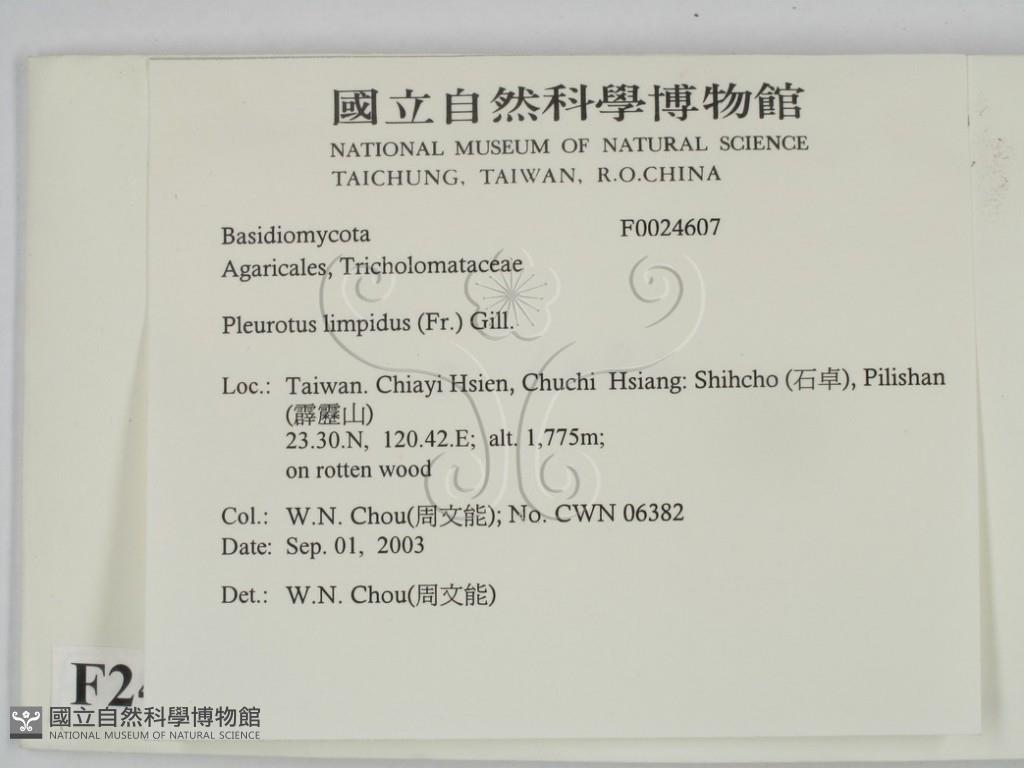 國立自然科學博物館
NATIONAL MUSEUM OF NATURAL SCIENCE
TAICHUNG, TAIWAN, R.O.CHINA
Basidiomycota F0024607
Agaricales, Tricholomataceae
Pleurotus limpidus (Fr.) Gill.
Loc.: Taiwan. Chiayi Hsien, Chuchi Hsiang: Shihcho (石卓), Pilishan
(霹靂山)
23.30.N, 120.42.E; alt. 1,775m;
on rotten wood
Col.: W.N. Chou(周文能); No. CWN 06382
Date: Sep. 01, 2003
Det.: W.N. Chou(周文能)
F24
國立自然科學博物館
NATIONAL MUSEUM OF NATURAL SCIENCE